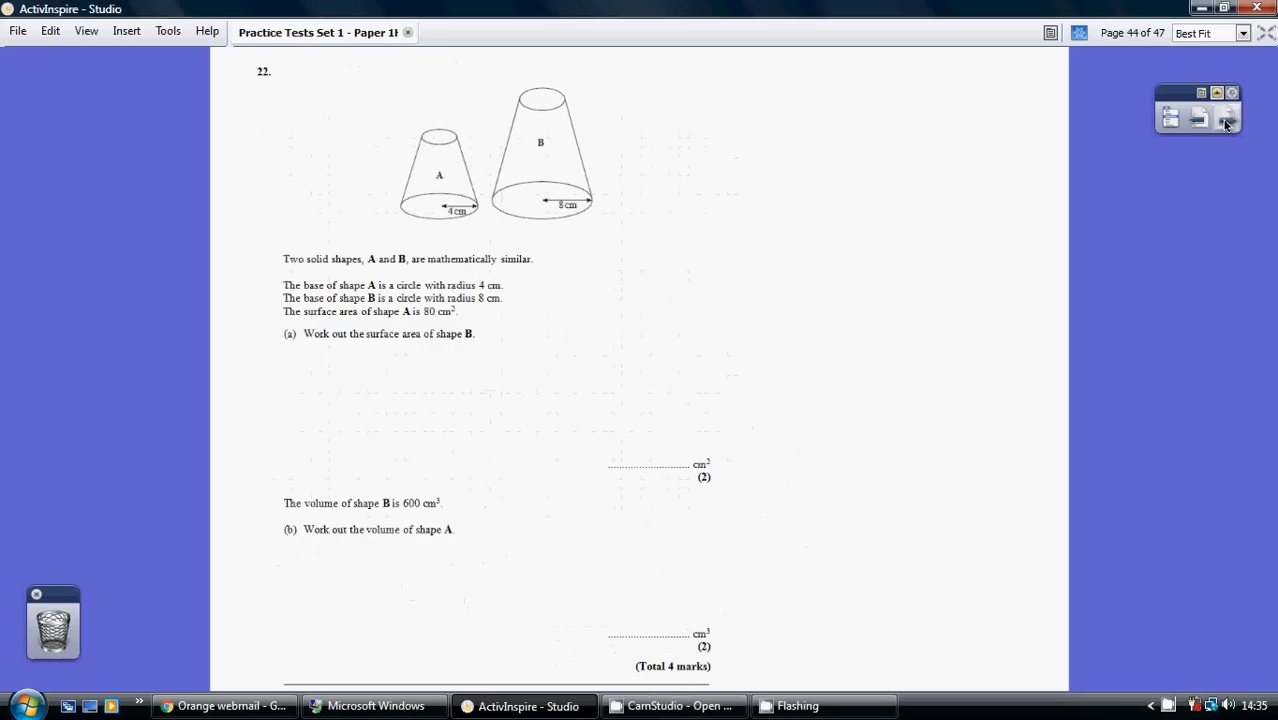 ActivInspire - Studio
File Edit View Insert Tools Help Practice Tests Set 1 - Paper 1H Page 44 of 47 Best Fit
22.
B
A
4cm
8cm
Two solid shapes, A and B, are mathematically similar.
The base of shape A is a circle with radius 4 cm.
The base of shape B is a circle with radius 8 cm.
The surface area of shape A is 80 cm².
(a) Work out the surface area of shape B.
............................ cm²
(2)
The volume of shape B is 600 cm³.
(b) Work out the volume of shape A.
............................ cm³
(2)
(Total 4 marks)
Orange webmail - G... Microsoft Windows ActivInspire - Studio CamStudio - Open ... Flashing 14:35